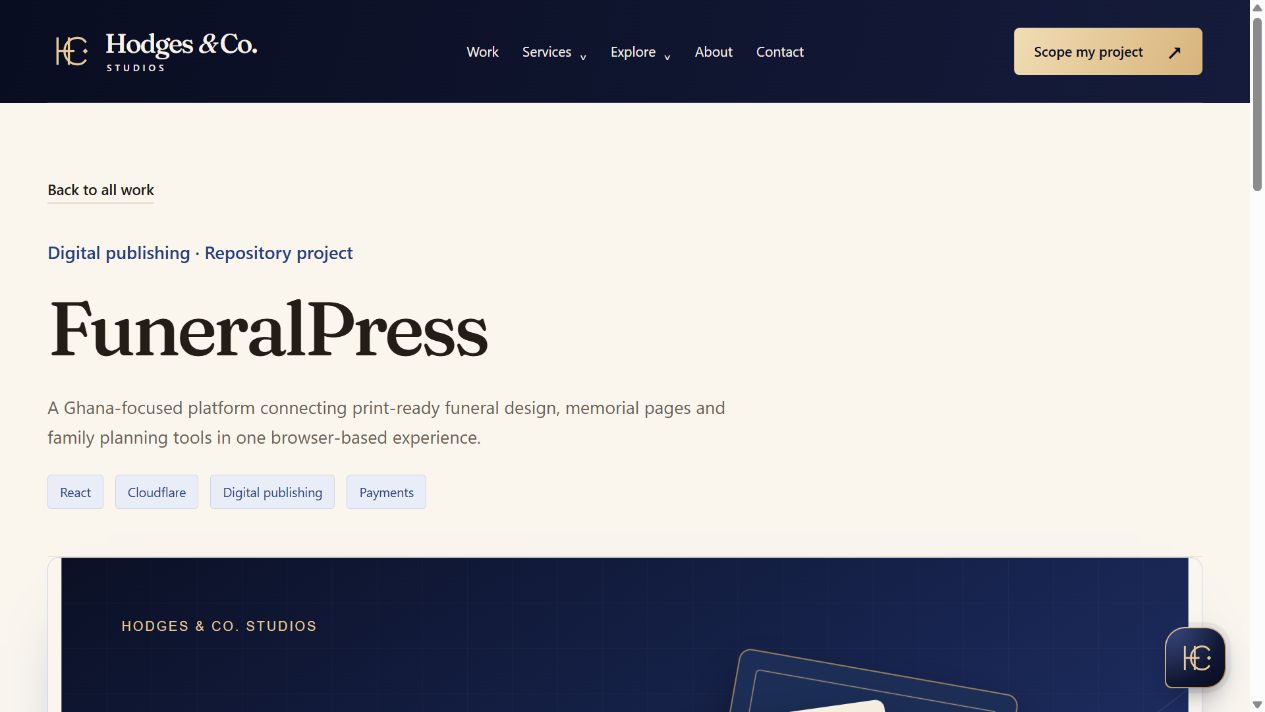 Hodges & Co.
STUDIOS
Work
Services
Explore
About
Contact
Scope my project
Back to all work
Digital publishing · Repository project
FuneralPress
A Ghana-focused platform connecting print-ready funeral design, memorial pages and
family planning tools in one browser-based experience.
React
Cloudflare
Digital publishing
Payments
HODGES & CO. STUDIOS